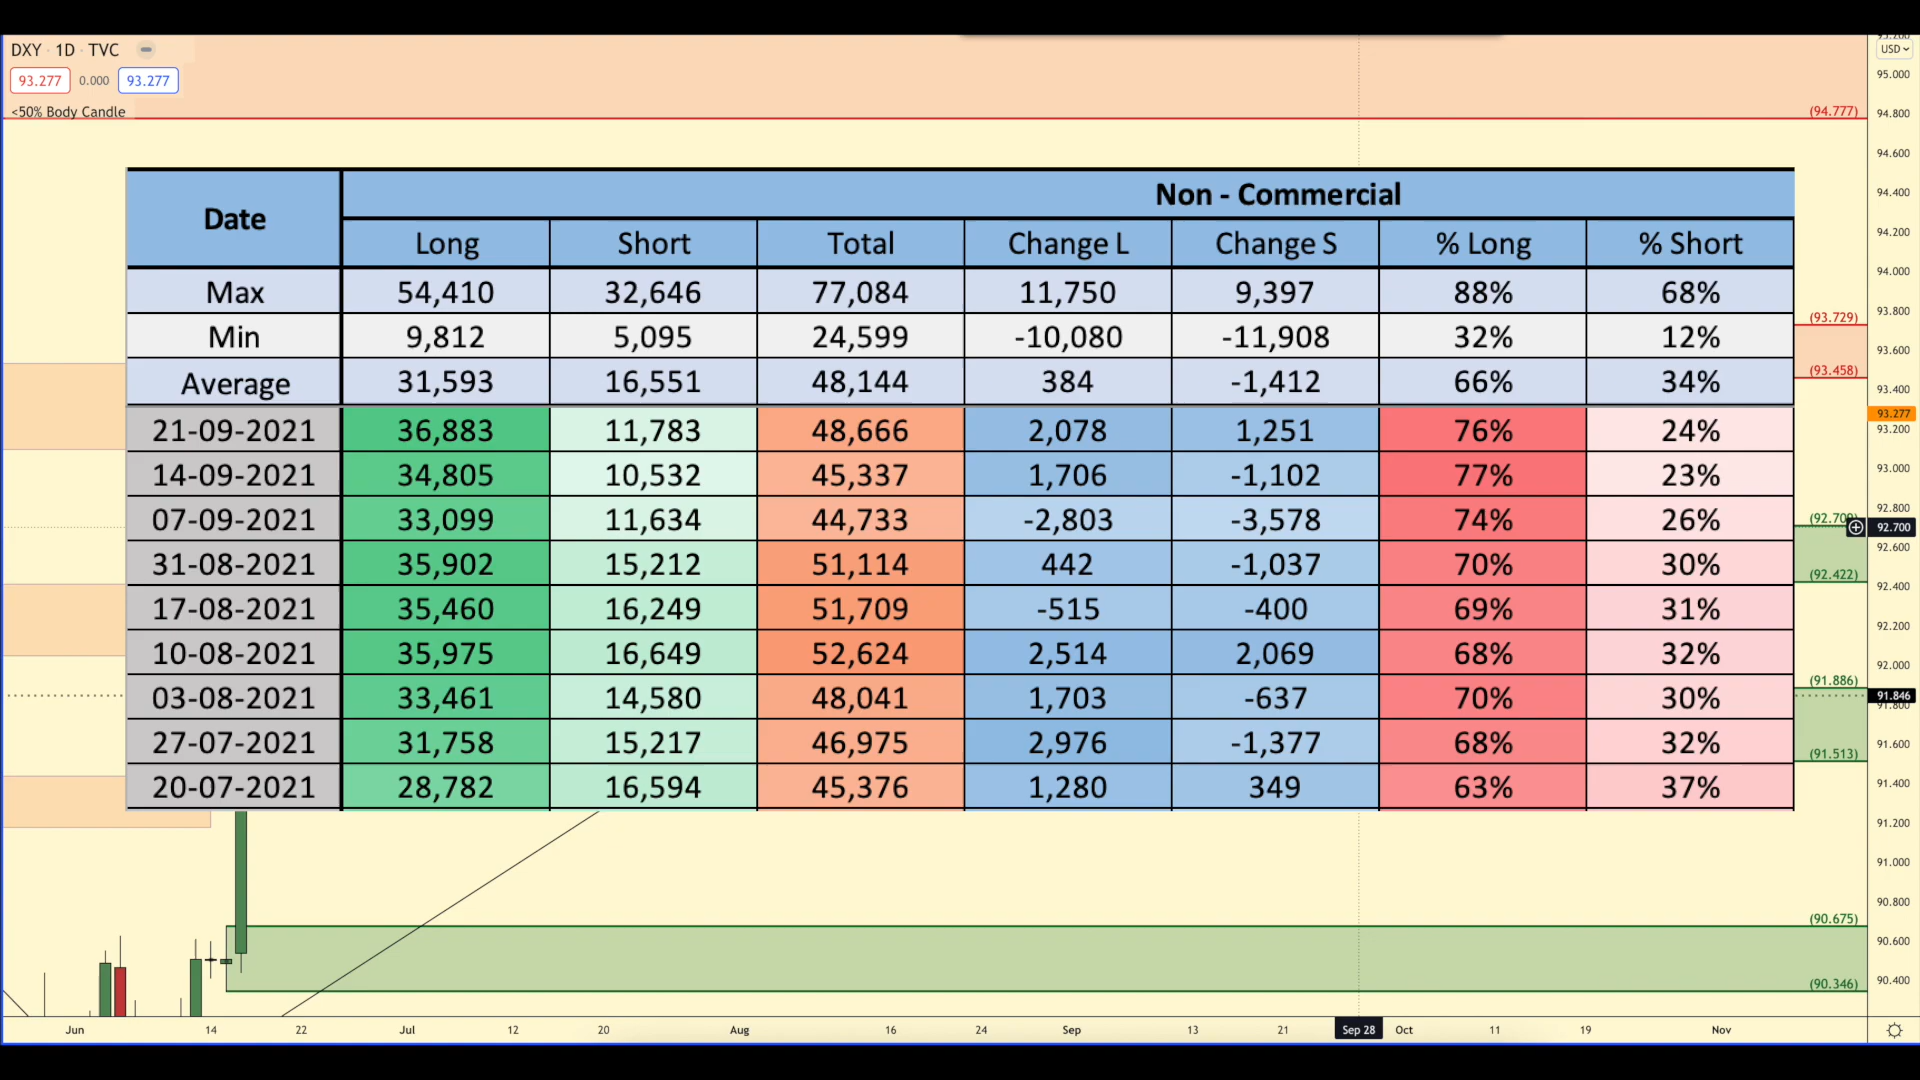 DXY · 1D · TVC
93.277 0.000 93.277
<50% Body Candle
USD
95.000
(94.777) 94.800
94.600
94.400
94.200
94.000
93.800
(93.729)
93.600
(93.458)
93.400
93.277
93.200
93.000
92.800
92.700
92.600
(92.422)
92.400
92.200
92.000
(91.886)
91.846
91.800
(91.513) 91.600
91.400
91.200
91.000
(90.675) 90.800
90.600
(90.346) 90.400
Date Non - Commercial
Long Short Total Change L Change S % Long % Short
Max 54,410 32,646 77,084 11,750 9,397 88% 68%
Min 9,812 5,095 24,599 -10,080 -11,908 32% 12%
Average 31,593 16,551 48,144 384 -1,412 66% 34%
21-09-2021 36,883 11,783 48,666 2,078 1,251 76% 24%
14-09-2021 34,805 10,532 45,337 1,706 -1,102 77% 23%
07-09-2021 33,099 11,634 44,733 -2,803 -3,578 74% 26%
31-08-2021 35,902 15,212 51,114 442 -1,037 70% 30%
17-08-2021 35,460 16,249 51,709 -515 -400 69% 31%
10-08-2021 35,975 16,649 52,624 2,514 2,069 68% 32%
03-08-2021 33,461 14,580 48,041 1,703 -637 70% 30%
27-07-2021 31,758 15,217 46,975 2,976 -1,377 68% 32%
20-07-2021 28,782 16,594 45,376 1,280 349 63% 37%
Jun 14 22 Jul 12 20 Aug 16 24 Sep 13 21 Sep 28 Oct 11 19 Nov